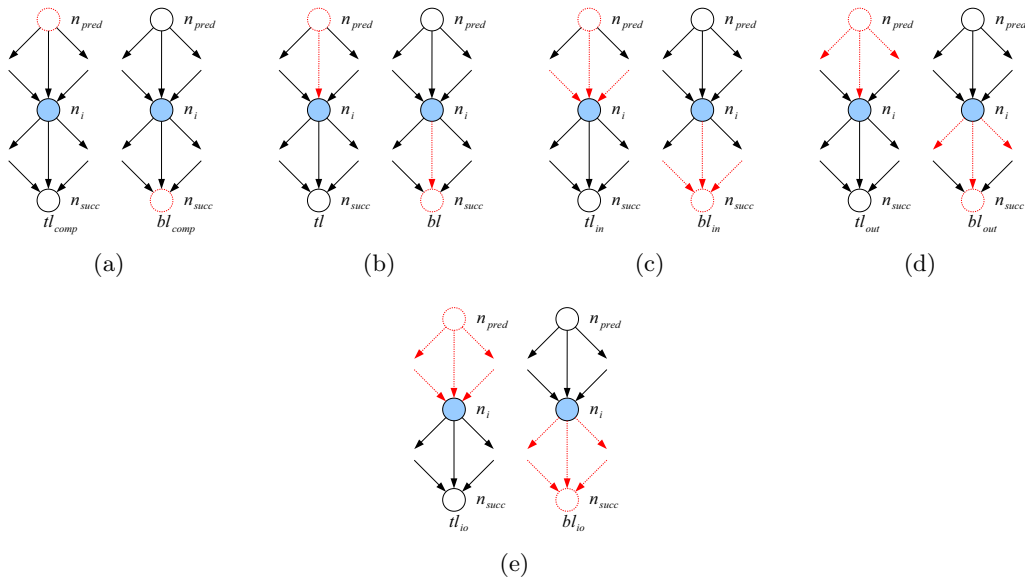 n_pred n_pred n_pred n_pred n_pred n_pred n_pred n_pred
n_i n_i n_i n_i n_i n_i n_i n_i
n_succ n_succ n_succ n_succ n_succ n_succ n_succ n_succ
tl_comp bl_comp tl bl tl_in bl_in tl_out bl_out
(a) (b) (c) (d)
n_pred n_pred
n_i n_i
n_succ n_succ
tl_io bl_io
(e)